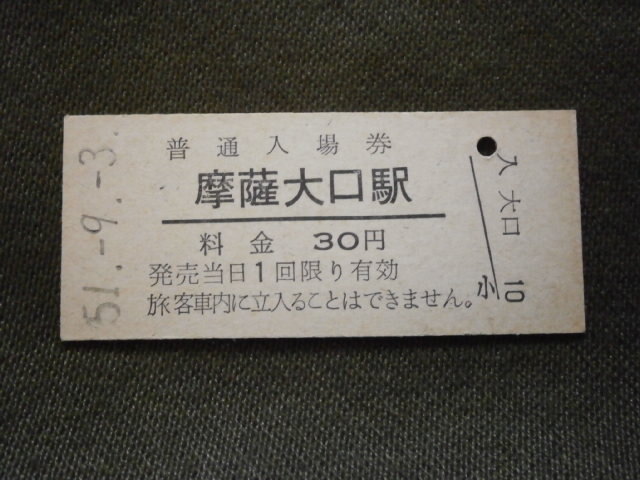 51.-9.-3.
普通入場券
摩薩大口駅
料金 30円
発売当日1回限り有効
旅客車内に立入ることはできません。
入 大口
小 10